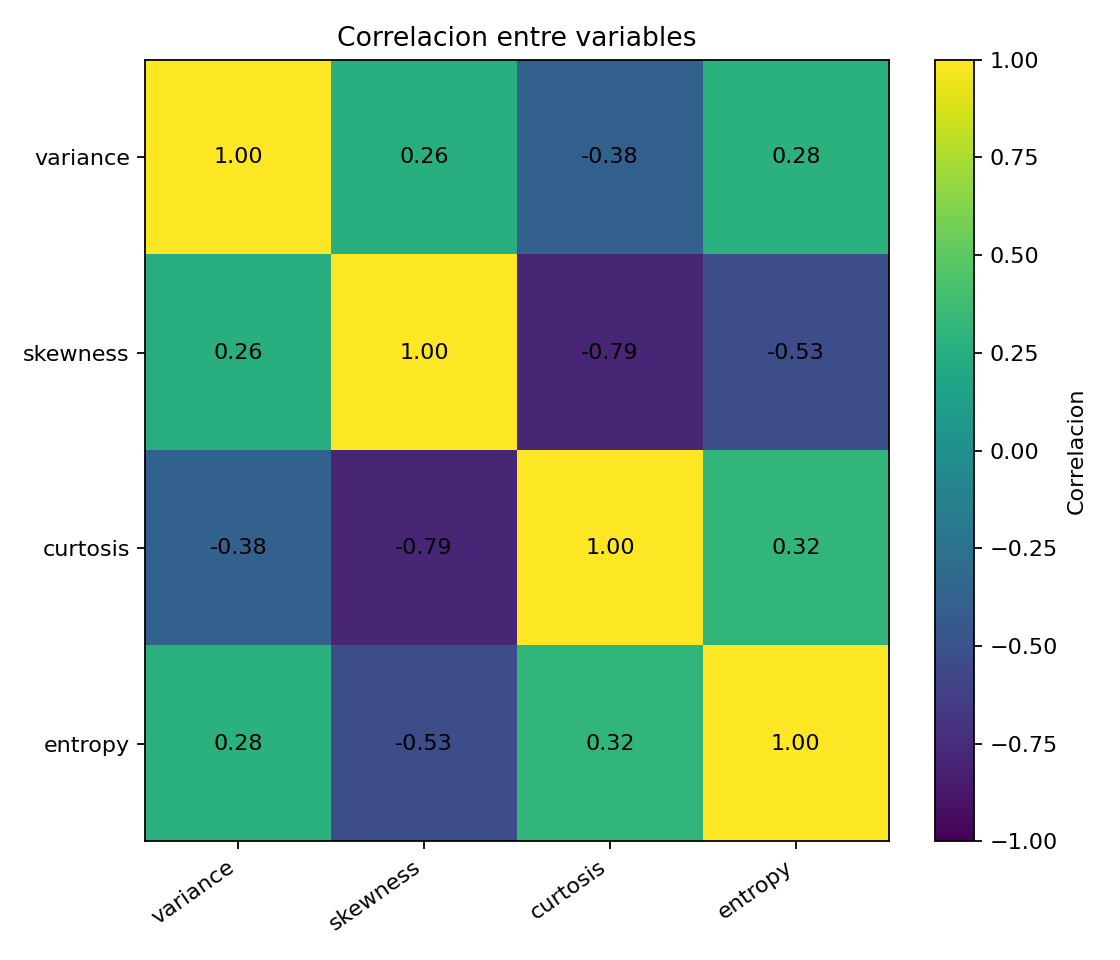 Correlacion entre variables
variance 1.00 0.26 -0.38 0.28
skewness 0.26 1.00 -0.79 -0.53
curtosis -0.38 -0.79 1.00 0.32
entropy 0.28 -0.53 0.32 1.00
variance skewness curtosis entropy
1.00
0.75
0.50
0.25
0.00
−0.25
−0.50
−0.75
−1.00
Correlacion